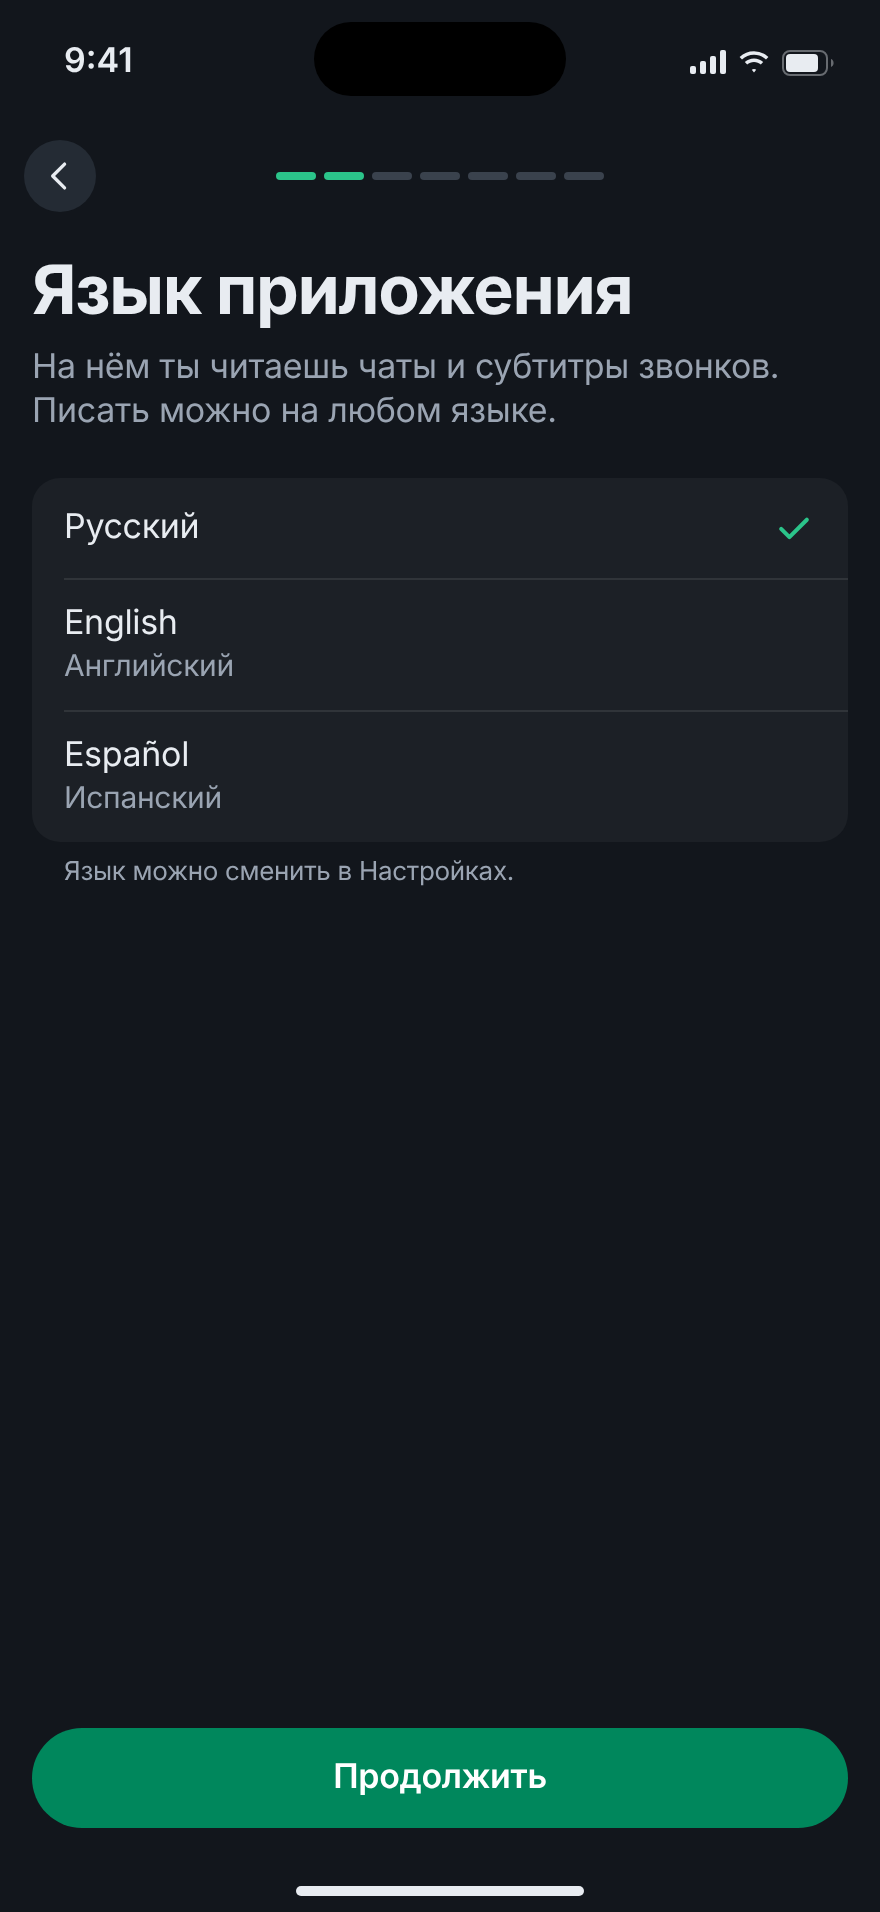 9:41
Язык приложения
На нём ты читаешь чаты и субтитры звонков.
Писать можно на любом языке.
Русский
English
Английский
Español
Испанский
Язык можно сменить в Настройках.
Продолжить